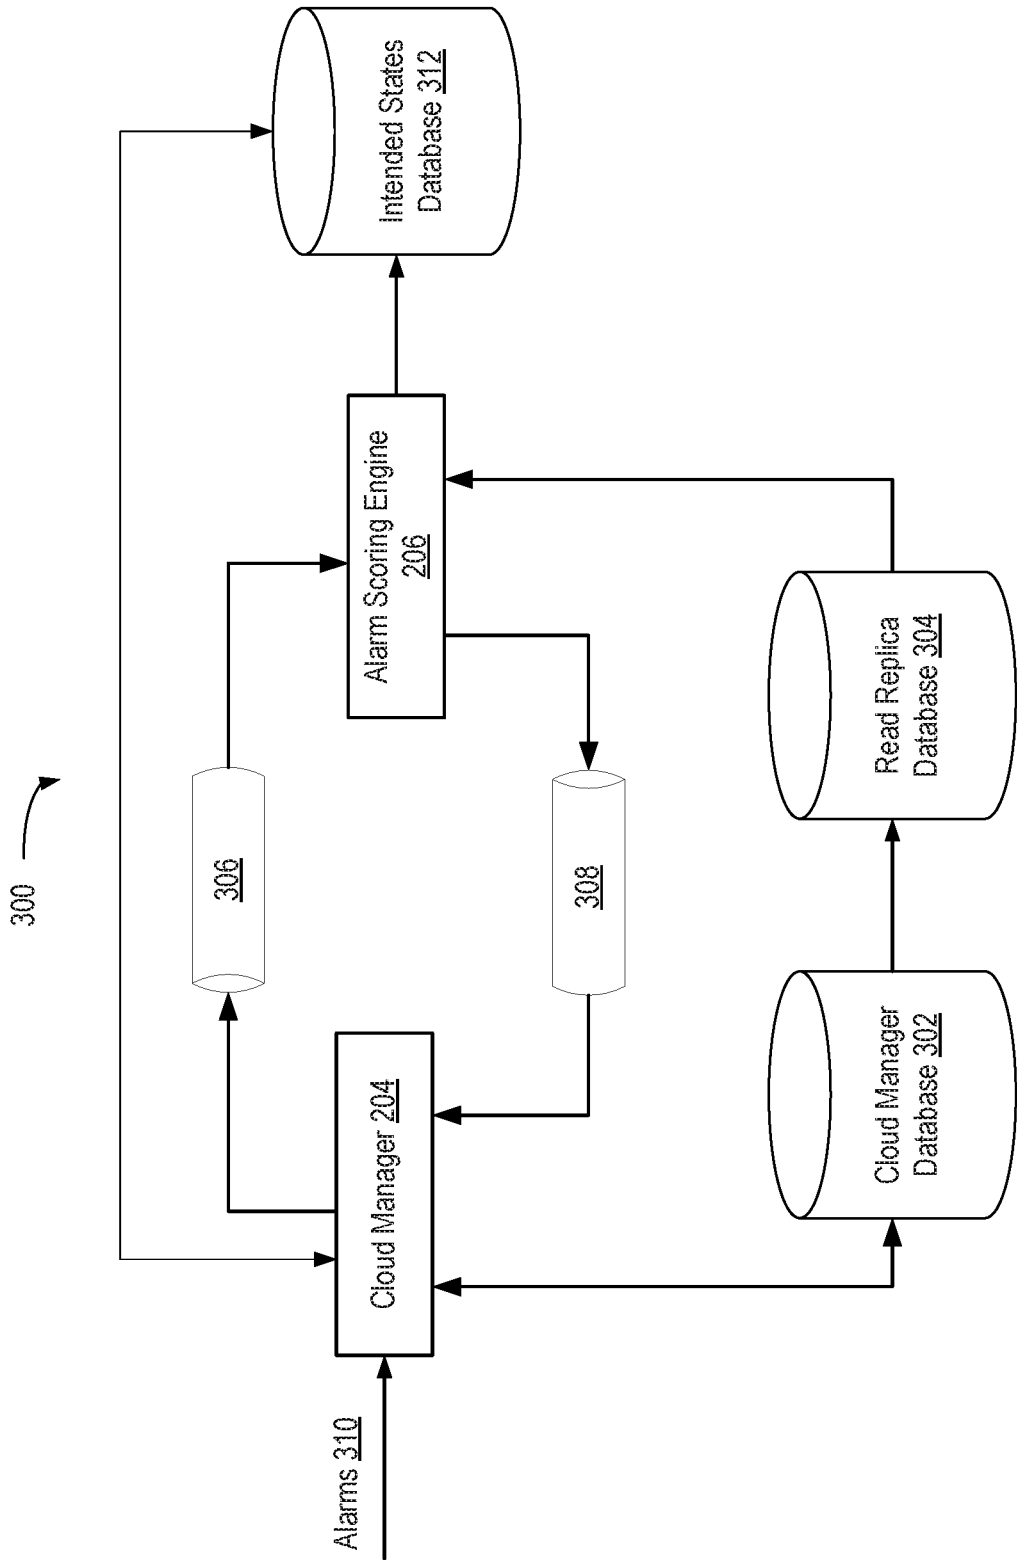 300
Alarms 310
Cloud Manager 204
306
308
Alarm Scoring Engine
206
Intended States
Database 312
Cloud Manager
Database 302
Read Replica
Database 304